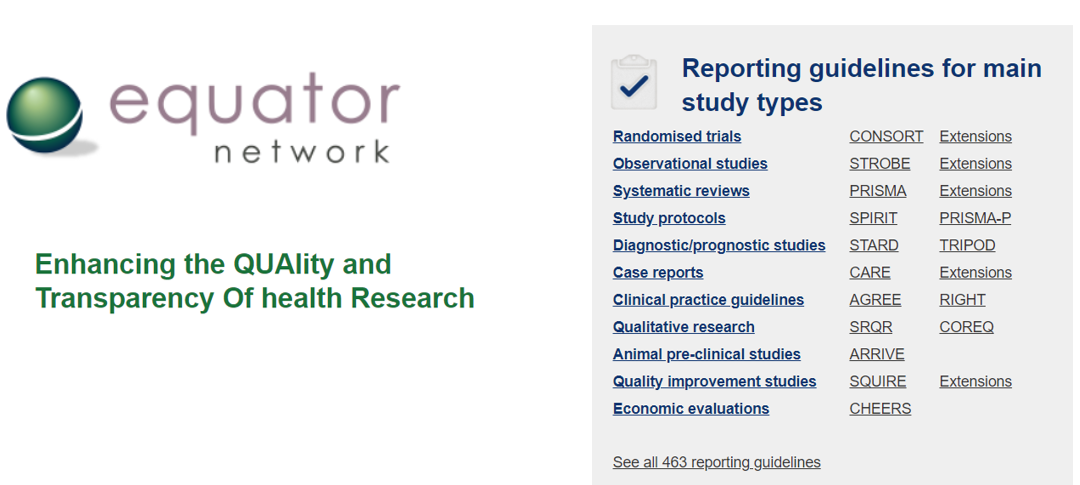 equator
network
Enhancing the QUAlity and
Transparency Of health Research
Reporting guidelines for main
study types
Randomised trials CONSORT Extensions
Observational studies STROBE Extensions
Systematic reviews PRISMA Extensions
Study protocols SPIRIT PRISMA-P
Diagnostic/prognostic studies STARD TRIPOD
Case reports CARE Extensions
Clinical practice guidelines AGREE RIGHT
Qualitative research SRQR COREQ
Animal pre-clinical studies ARRIVE
Quality improvement studies SQUIRE Extensions
Economic evaluations CHEERS
See all 463 reporting guidelines